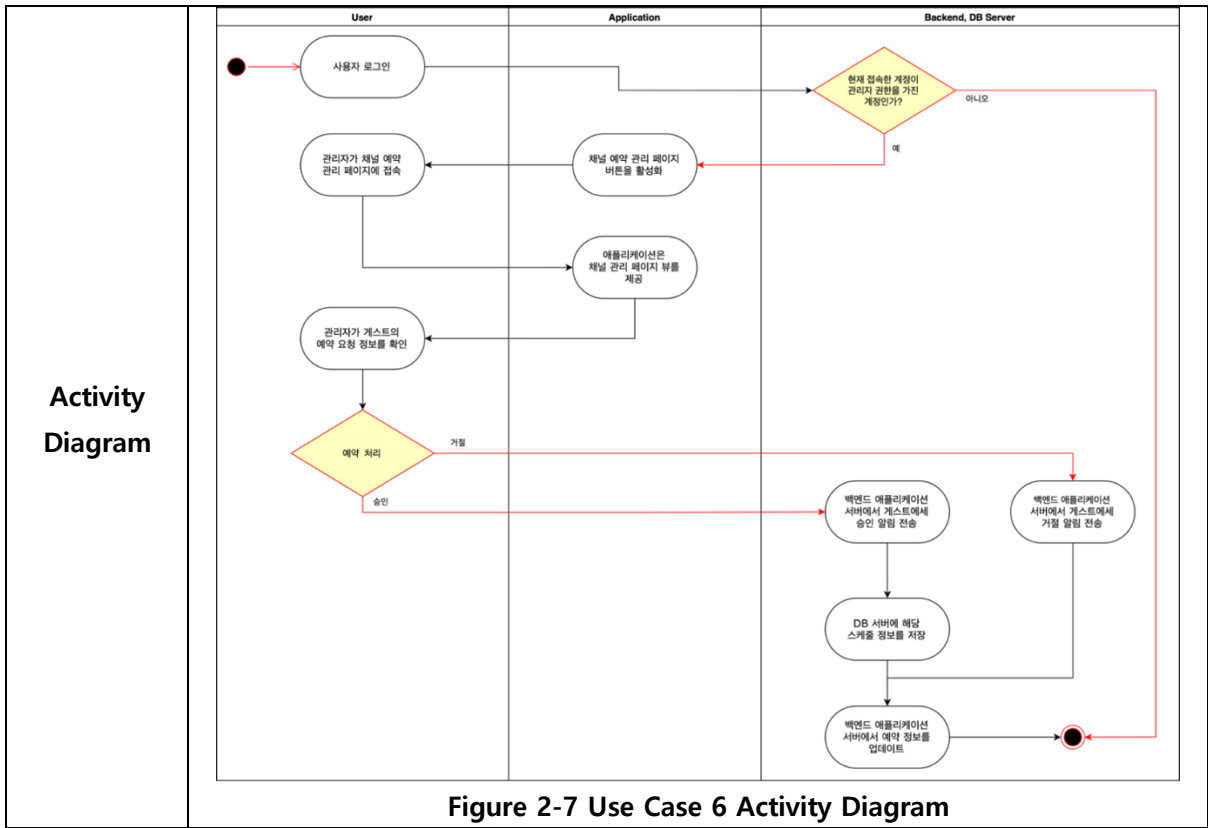 Activity
Diagram
User
Application
Backend, DB Server
사용자 로그인
현재 접속한 계정이
관리자 권한을 가진
계정인가?
아니오
예
채널 예약 관리 페이지
버튼을 활성화
관리자가 채널 예약
관리 페이지에 접속
애플리케이션은
채널 관리 페이지 뷰를
제공
관리자가 게스트의
예약 요청 정보를 확인
예약 처리
거절
승인
백엔드 애플리케이션
서버에서 게스트에세
승인 알림 전송
백엔드 애플리케이션
서버에서 게스트에세
거절 알림 전송
DB 서버에 해당
스케줄 정보를 저장
백엔드 애플리케이션
서버에서 예약 정보를
업데이트
Figure 2-7 Use Case 6 Activity Diagram